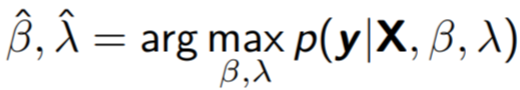 β̂, λ̂ = arg max p(y|X, β, λ)
β,λ